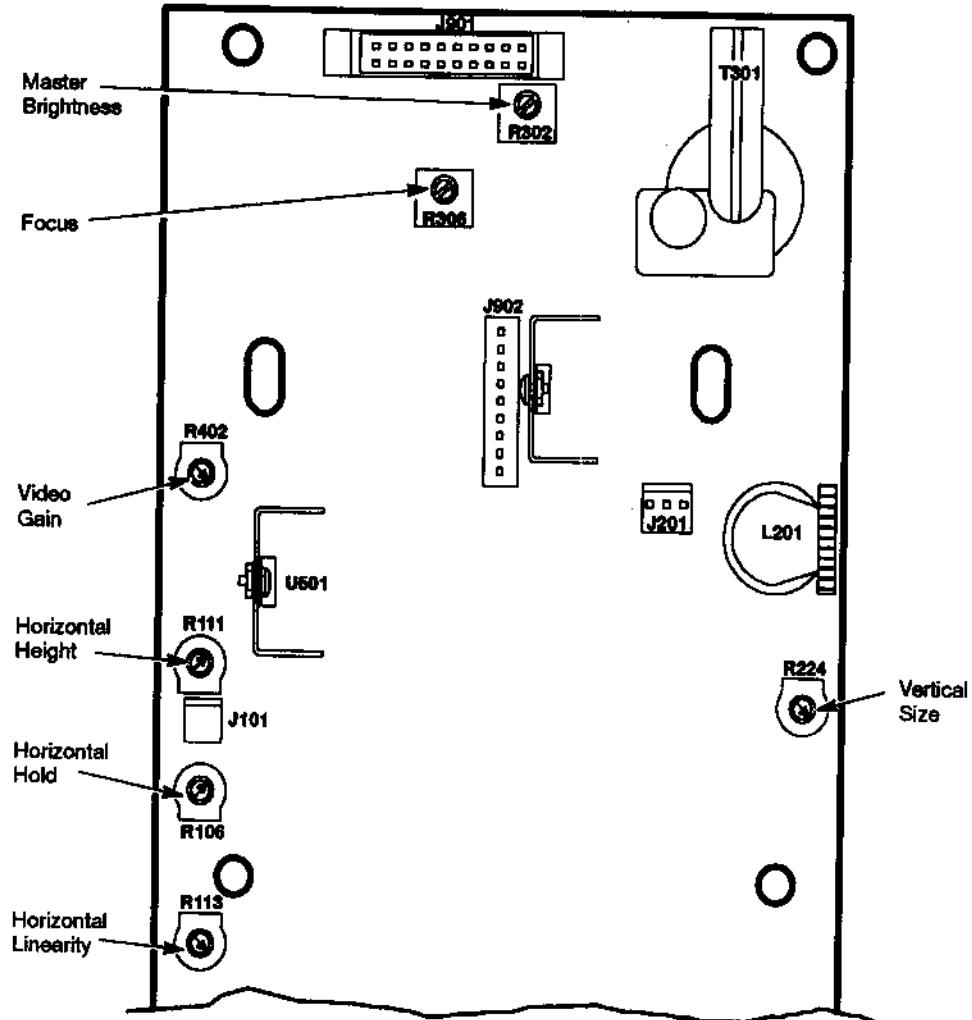 J901
Master
Brightness
R302
T301
Focus
R306
J902
R402
Video
Gain
J201
L201
U501
Horizontal
Height
R111
R224
Vertical
Size
J101
Horizontal
Hold
R106
R113
Horizontal
Linearity